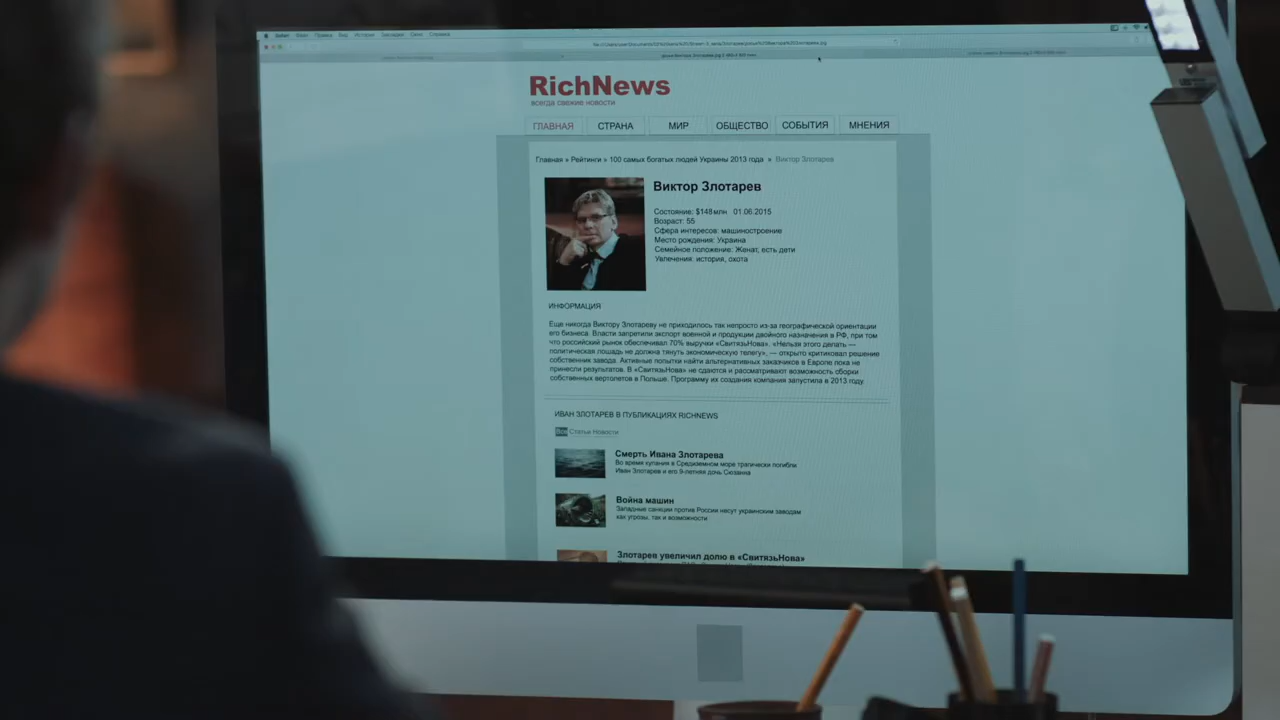 RichNews
всегда свежие новости
ГЛАВНАЯ СТРАНА МИР ОБЩЕСТВО СОБЫТИЯ МНЕНИЯ
Главная » Рейтинги » 100 самых богатых людей Украины 2013 года » Виктор Злотарев
Виктор Злотарев
Состояние: $148млн 01.06.2015
Возраст: 55
Сфера интересов: машиностроение
Место рождения: Украина
Семейное положение: Женат, есть дети
Увлечения: история, охота
ИНФОРМАЦИЯ
Еще никогда Виктору Злотареву не приходилось так непросто из-за географической ориентации
его бизнеса. Власти запретили экспорт военной и продукции двойного назначения в РФ, при том
что российский рынок обеспечивал 70% выручки «СвитязьНова». «Нельзя этого делать —
политическая лошадь не должна тянуть экономическую телегу», — открыто критиковал решение
собственник завода. Активные попытки найти альтернативных заказчиков в Европе пока не
принесли результатов. В «СвитязьНова» не сдаются и рассматривают возможность сборки
собственных вертолетов в Польше. Программу их создания компания запустила в 2013 году.
ИВАН ЗЛОТАРЕВ В ПУБЛИКАЦИЯХ RICHNEWS
Статьи Новости
Смерть Ивана Злотарева
Во время купания в Средиземном море трагически погибли
Иван Злотарев и его 9-летняя дочь Сюзанна
Война машин
Западные санкции против России несут украинским заводам
как угрозы, так и возможности
Злотарев увеличил долю в «СвитязьНова»